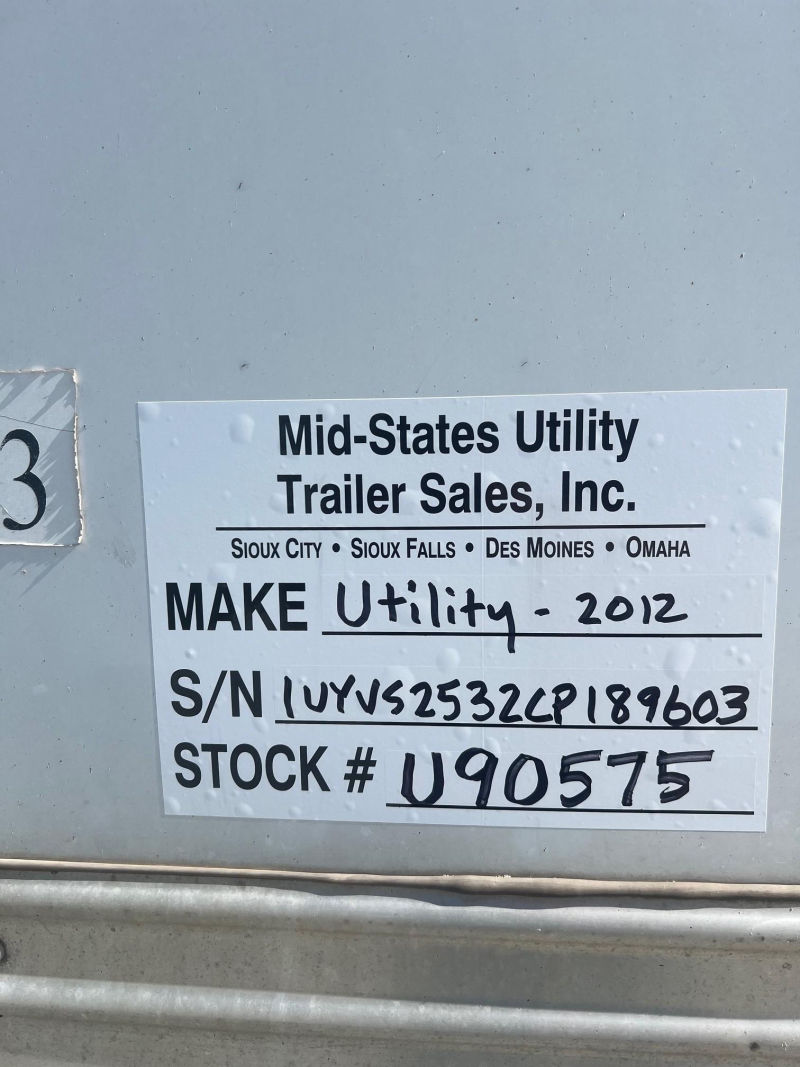 3
Mid-States Utility
Trailer Sales, Inc.
Sioux City • Sioux Falls • Des Moines • Omaha
MAKE Utility - 2012
S/N 1UYVS2532CP189603
STOCK # U90575